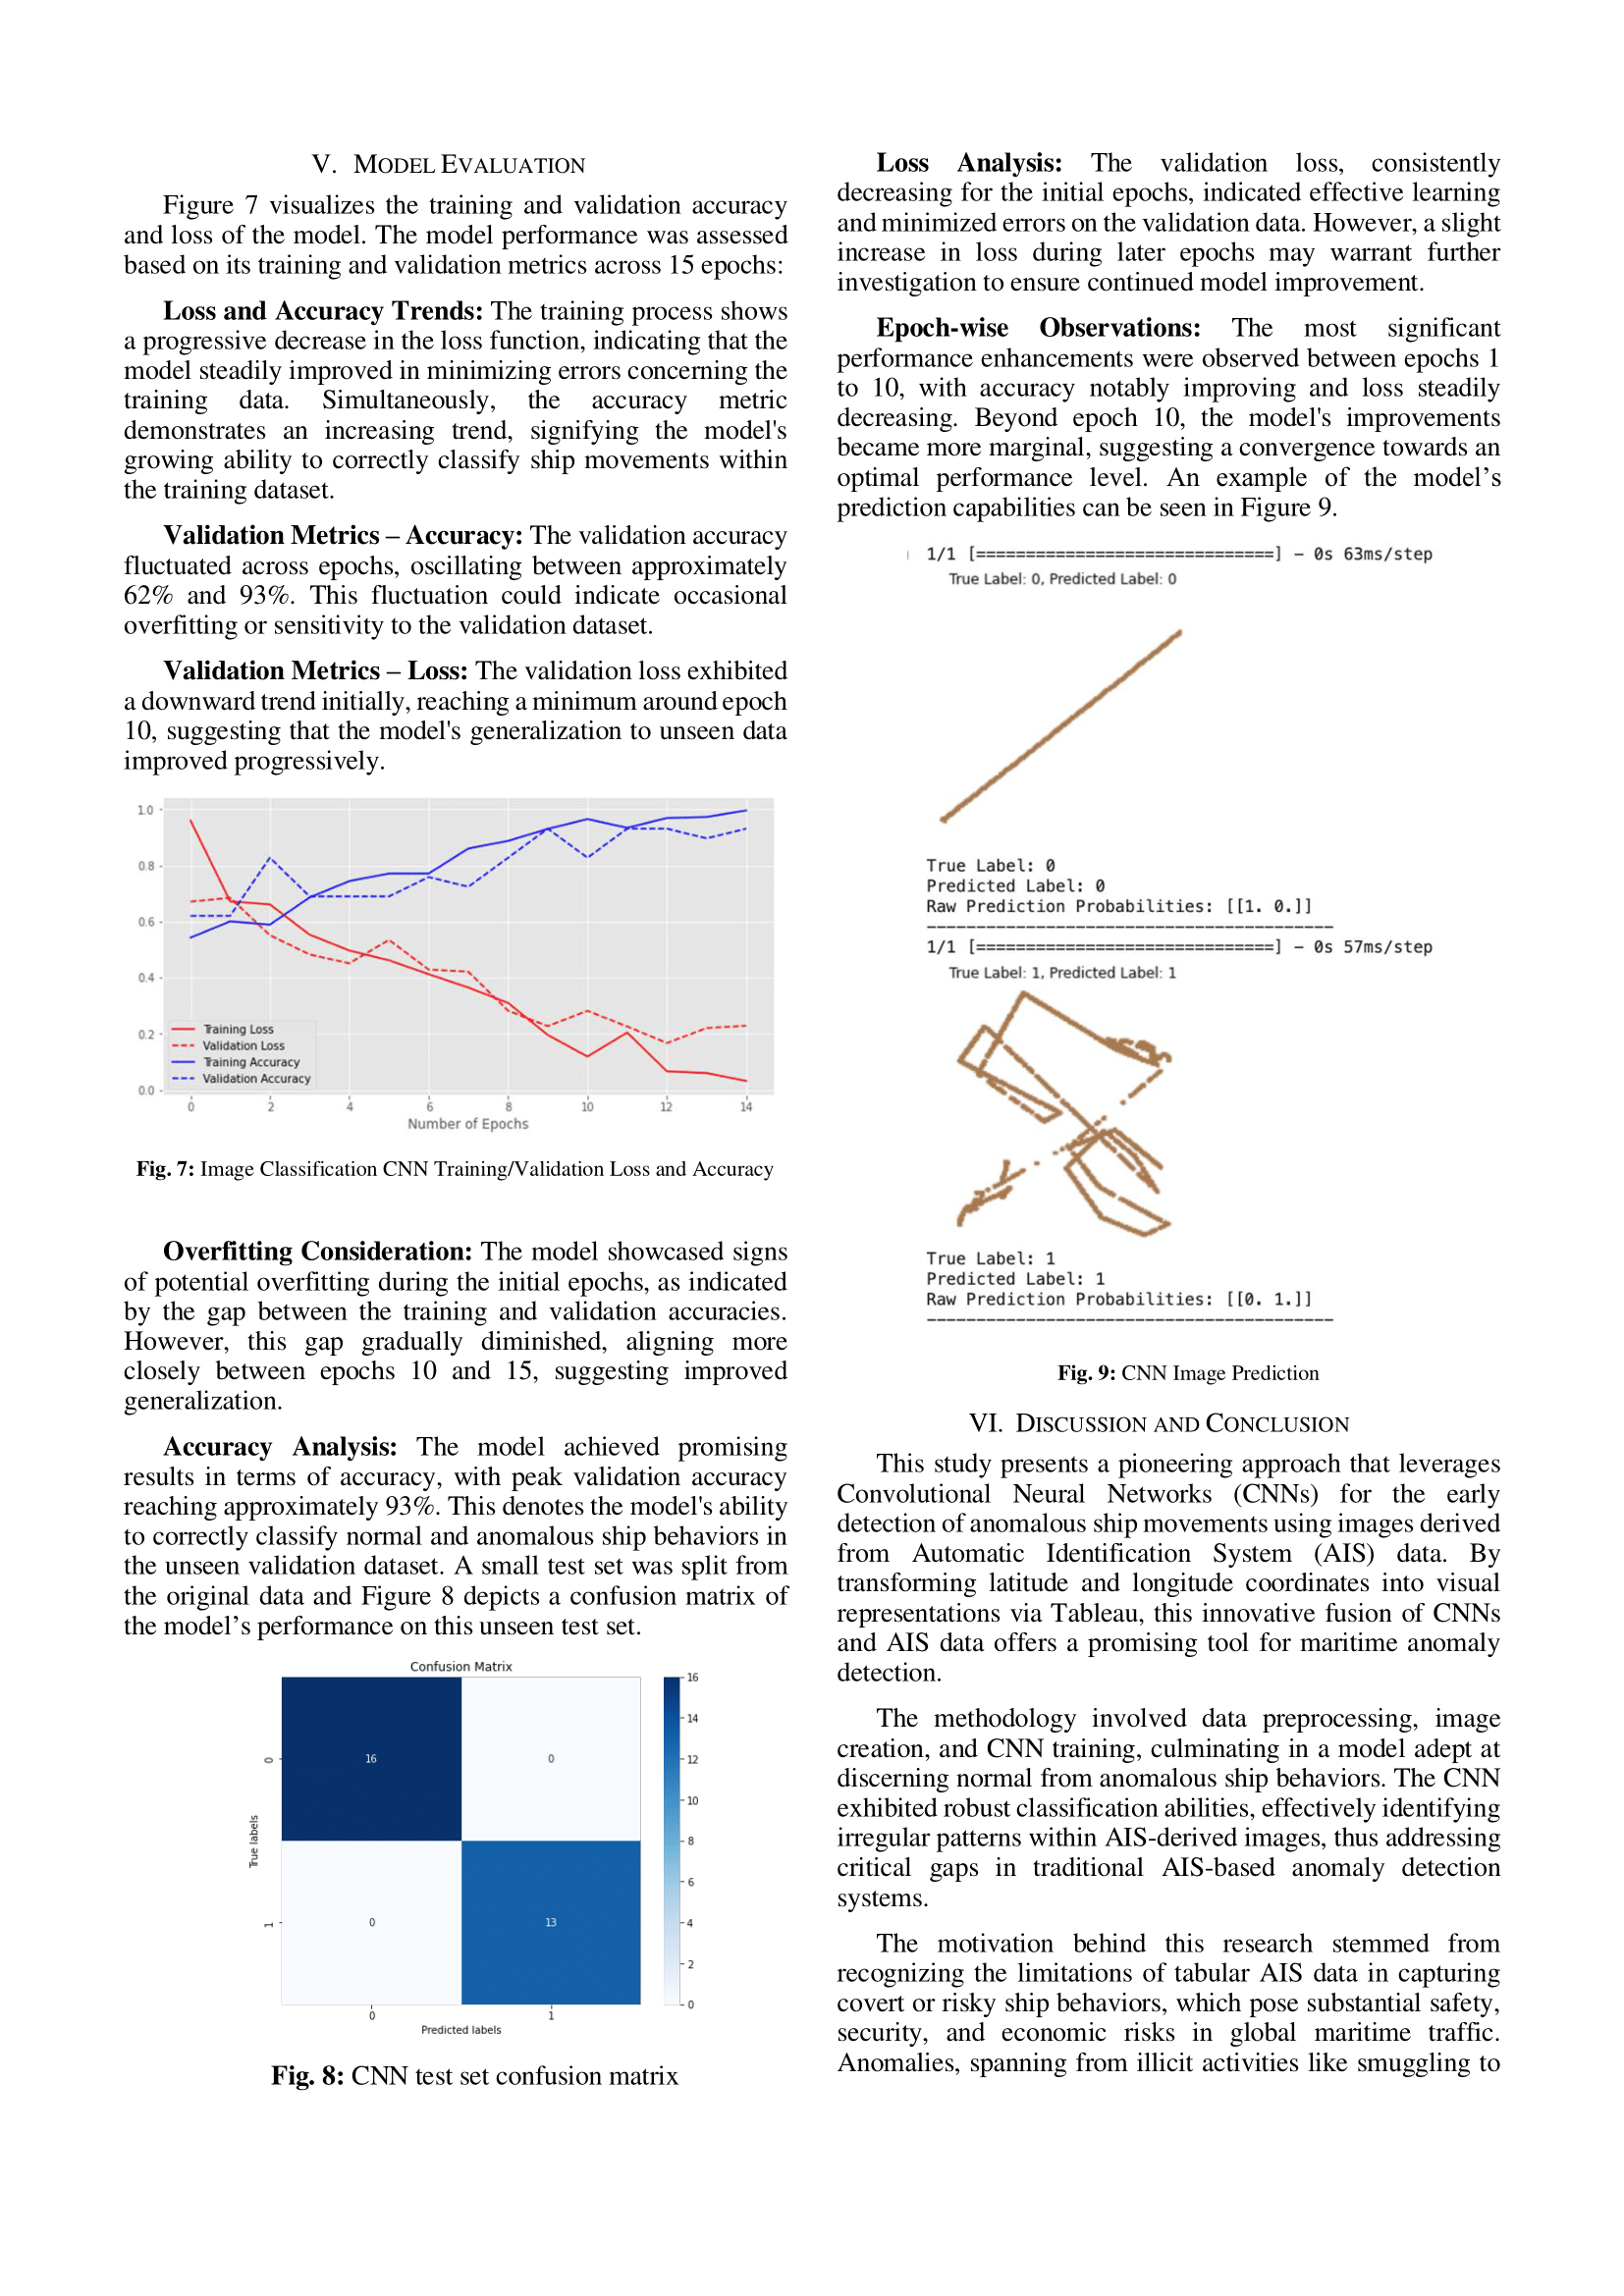 V. MODEL EVALUATION
Figure 7 visualizes the training and validation accuracy
and loss of the model. The model performance was assessed
based on its training and validation metrics across 15 epochs:
Loss and Accuracy Trends: The training process shows
a progressive decrease in the loss function, indicating that the
model steadily improved in minimizing errors concerning the
training data. Simultaneously, the accuracy metric
demonstrates an increasing trend, signifying the model's
growing ability to correctly classify ship movements within
the training dataset.
Validation Metrics – Accuracy: The validation accuracy
fluctuated across epochs, oscillating between approximately
62% and 93%. This fluctuation could indicate occasional
overfitting or sensitivity to the validation dataset.
Validation Metrics – Loss: The validation loss exhibited
a downward trend initially, reaching a minimum around epoch
10, suggesting that the model's generalization to unseen data
improved progressively.
1.0
0.8
0.6
0.4
0.2
0.0
Training Loss
Validation Loss
Training Accuracy
Validation Accuracy
0 2 4 6 8 10 12 14
Number of Epochs
Fig. 7: Image Classification CNN Training/Validation Loss and Accuracy
Overfitting Consideration: The model showcased signs
of potential overfitting during the initial epochs, as indicated
by the gap between the training and validation accuracies.
However, this gap gradually diminished, aligning more
closely between epochs 10 and 15, suggesting improved
generalization.
Accuracy Analysis: The model achieved promising
results in terms of accuracy, with peak validation accuracy
reaching approximately 93%. This denotes the model's ability
to correctly classify normal and anomalous ship behaviors in
the unseen validation dataset. A small test set was split from
the original data and Figure 8 depicts a confusion matrix of
the model’s performance on this unseen test set.
Confusion Matrix
True labels
0
1
16 0
0 13
0 1
Predicted labels
16
14
12
10
8
6
4
2
0
Fig. 8: CNN test set confusion matrix
Loss Analysis: The validation loss, consistently
decreasing for the initial epochs, indicated effective learning
and minimized errors on the validation data. However, a slight
increase in loss during later epochs may warrant further
investigation to ensure continued model improvement.
Epoch-wise Observations: The most significant
performance enhancements were observed between epochs 1
to 10, with accuracy notably improving and loss steadily
decreasing. Beyond epoch 10, the model's improvements
became more marginal, suggesting a convergence towards an
optimal performance level. An example of the model’s
prediction capabilities can be seen in Figure 9.
1/1 [==============================] - 0s 63ms/step
True Label: 0, Predicted Label: 0
True Label: 0
Predicted Label: 0
Raw Prediction Probabilities: [[1. 0.]]
-----------------------------------------
1/1 [==============================] - 0s 57ms/step
True Label: 1, Predicted Label: 1
True Label: 1
Predicted Label: 1
Raw Prediction Probabilities: [[0. 1.]]
-----------------------------------------
Fig. 9: CNN Image Prediction
VI. DISCUSSION AND CONCLUSION
This study presents a pioneering approach that leverages
Convolutional Neural Networks (CNNs) for the early
detection of anomalous ship movements using images derived
from Automatic Identification System (AIS) data. By
transforming latitude and longitude coordinates into visual
representations via Tableau, this innovative fusion of CNNs
and AIS data offers a promising tool for maritime anomaly
detection.
The methodology involved data preprocessing, image
creation, and CNN training, culminating in a model adept at
discerning normal from anomalous ship behaviors. The CNN
exhibited robust classification abilities, effectively identifying
irregular patterns within AIS-derived images, thus addressing
critical gaps in traditional AIS-based anomaly detection
systems.
The motivation behind this research stemmed from
recognizing the limitations of tabular AIS data in capturing
covert or risky ship behaviors, which pose substantial safety,
security, and economic risks in global maritime traffic.
Anomalies, spanning from illicit activities like smuggling to